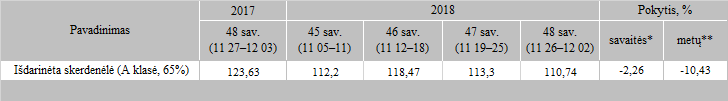 Pavadinimas 2017 2018 Pokytis, %
48 sav. (11 27–12 03) 45 sav. (11 05–11) 46 sav. (11 12–18) 47 sav. (11 19–25) 48 sav. (11 26–12 02) savaitės* metų**
Išdarinėta skerdenėlė (A klasė, 65%) 123,63 112,2 118,47 113,3 110,74 -2,26 -10,43